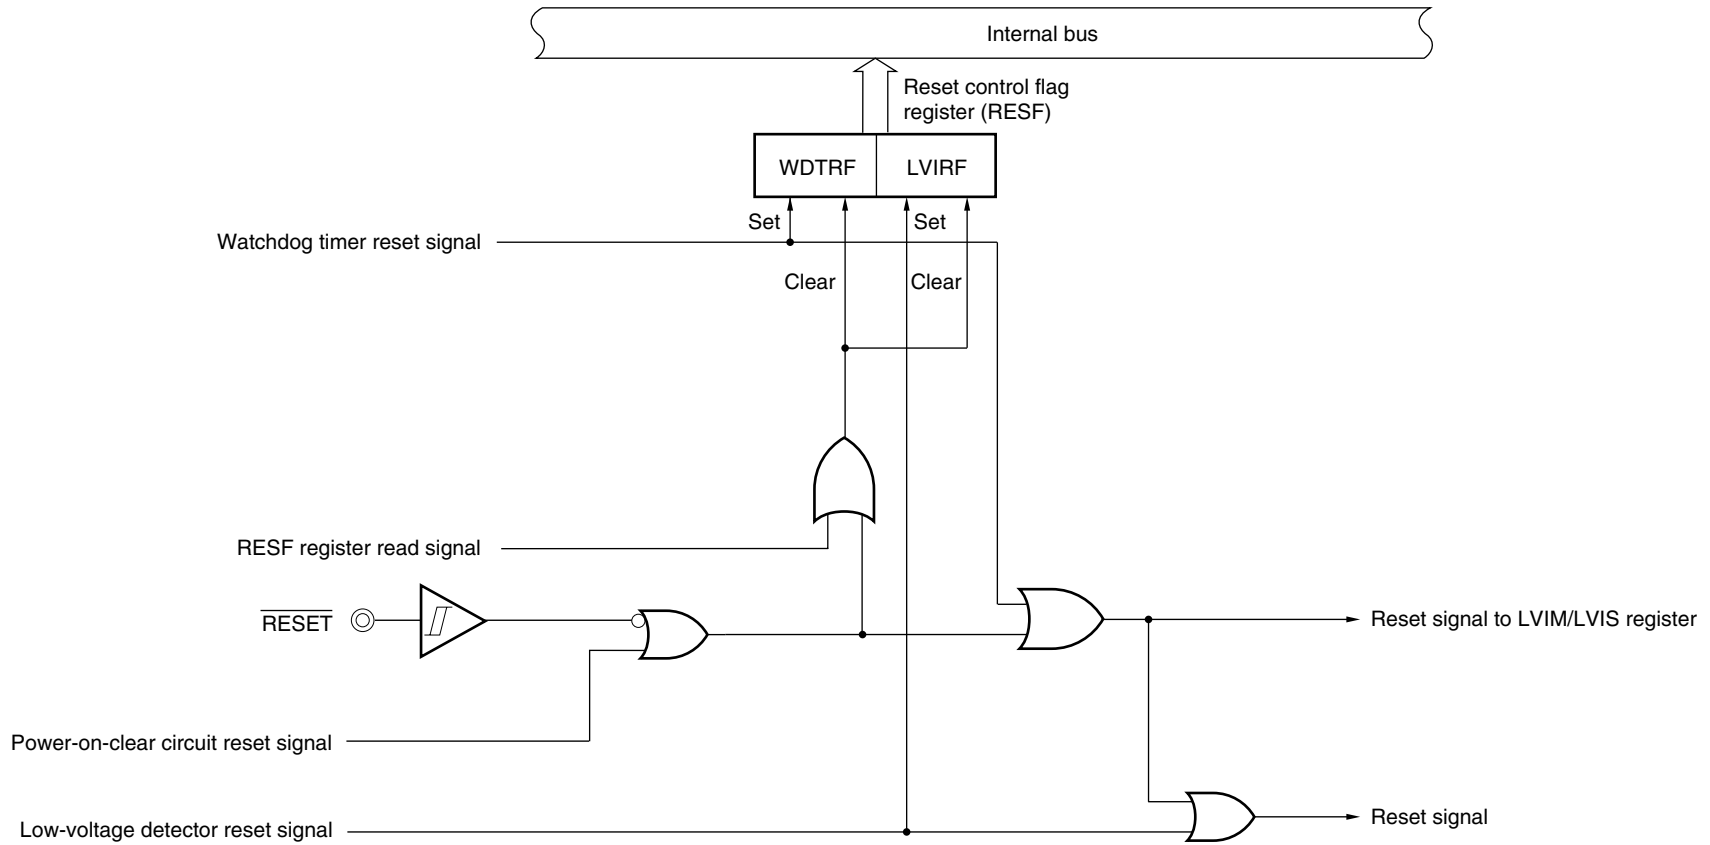 Internal bus
Reset control flag
register (RESF)
WDTRF
LVIRF
Set
Set
Watchdog timer reset signal
Clear
Clear
RESF register read signal
RESET
Reset signal to LVIM/LVIS register
Power-on-clear circuit reset signal
Reset signal
Low-voltage detector reset signal